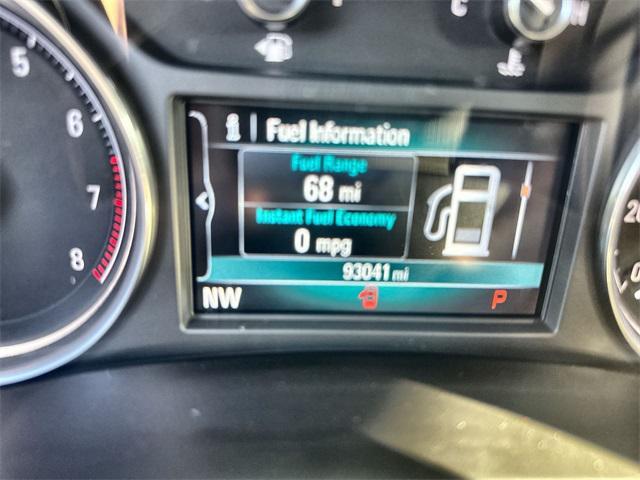 C
H
5
6
7
8
i Fuel Information
Fuel Range
68 mi
Instant Fuel Economy
0 mpg
93041 mi
NW P